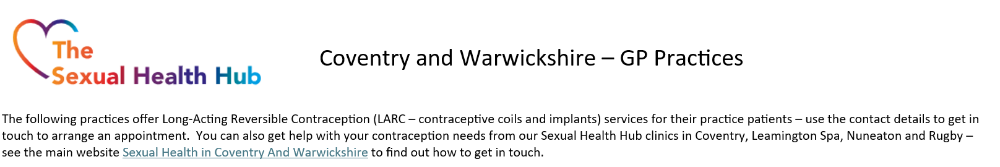 The
Sexual Health Hub
Coventry and Warwickshire – GP Practices
The following practices offer Long-Acting Reversible Contraception (LARC – contraceptive coils and implants) services for their practice patients – use the contact details to get in
touch to arrange an appointment.  You can also get help with your contraception needs from our Sexual Health Hub clinics in Coventry, Leamington Spa, Nuneaton and Rugby –
see the main website Sexual Health in Coventry And Warwickshire to find out how to get in touch.